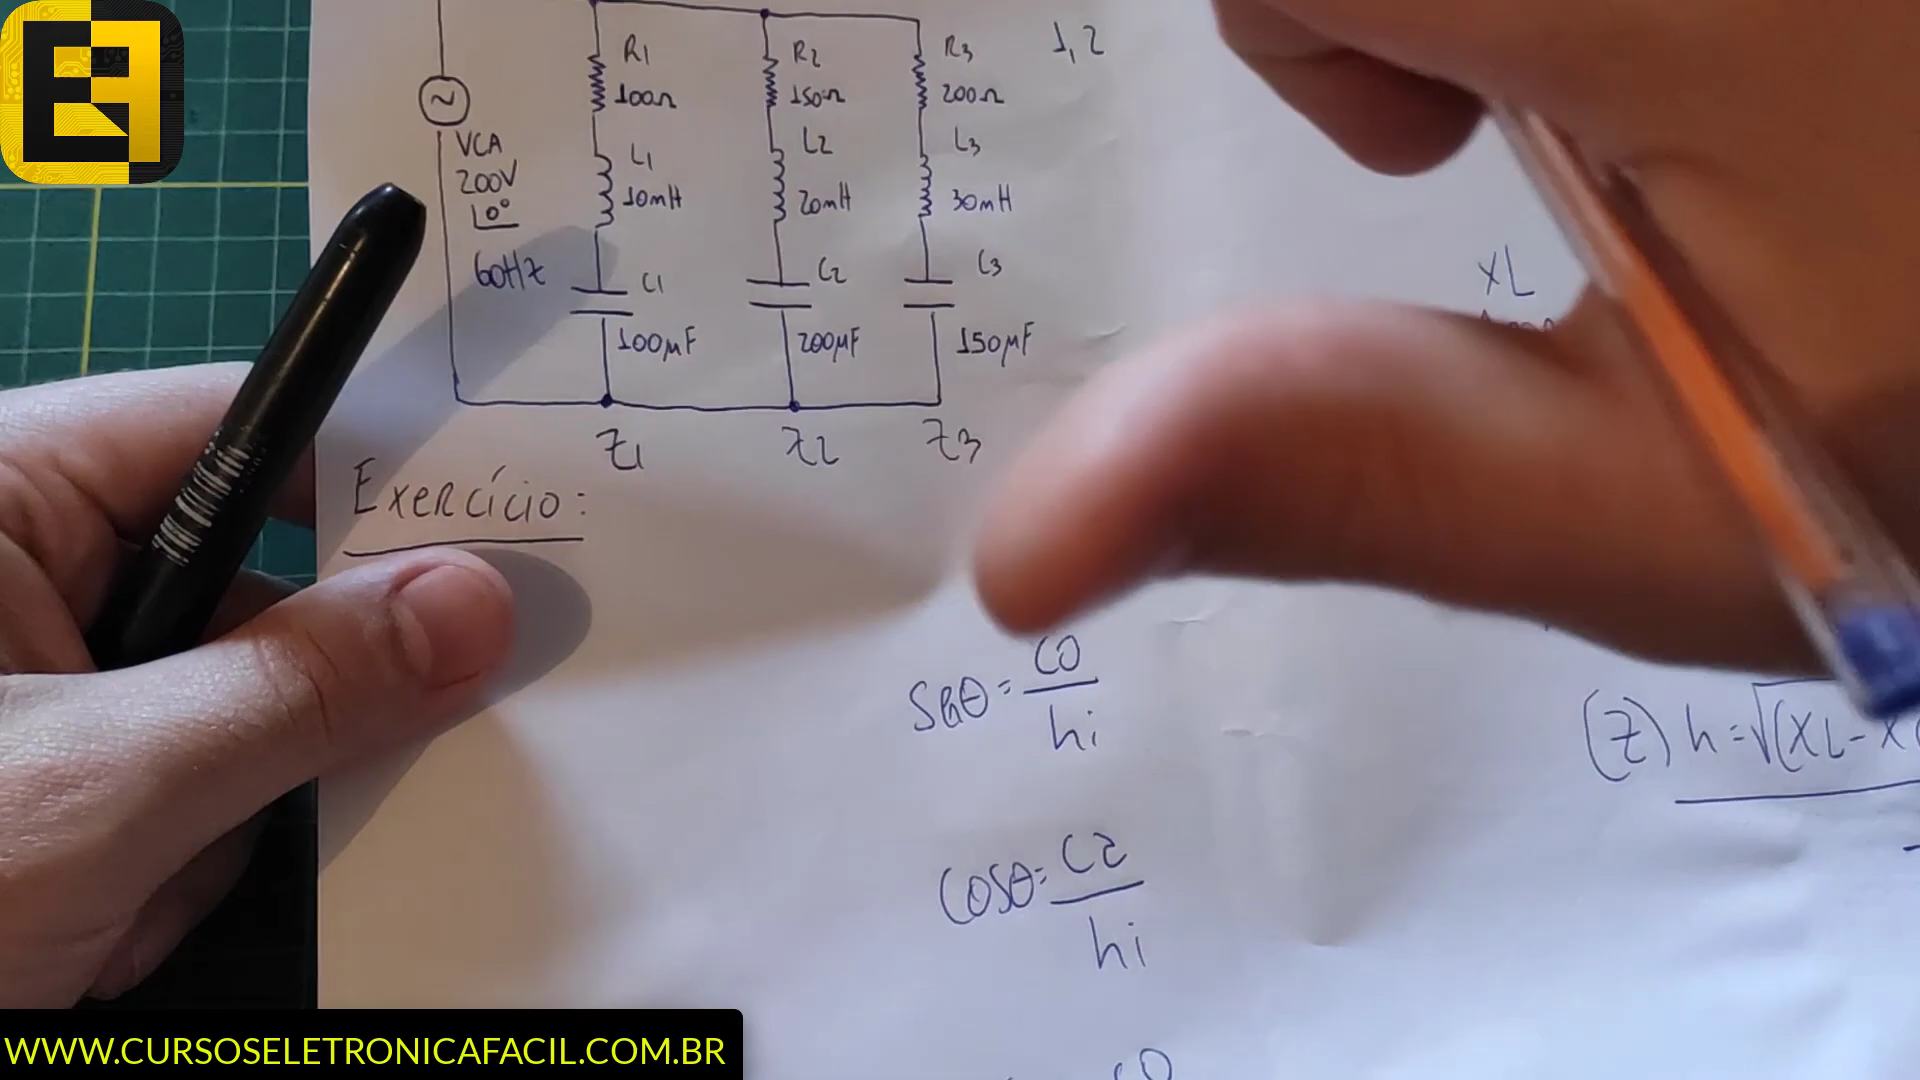 R1
100Ω
R2
150Ω
R3
200Ω
1,2
VCA
200V
0°
60Hz
L1
10mH
L2
20mH
L3
30mH
C1
100µF
C2
200µF
C3
150µF
Z1
Z2
Z3
XL
Exercício:
Senθ = CO
hi
(Z) h = √(XL-X
Cosθ = Ca
hi
WWW.CURSOSELETRONICAFACIL.COM.BR